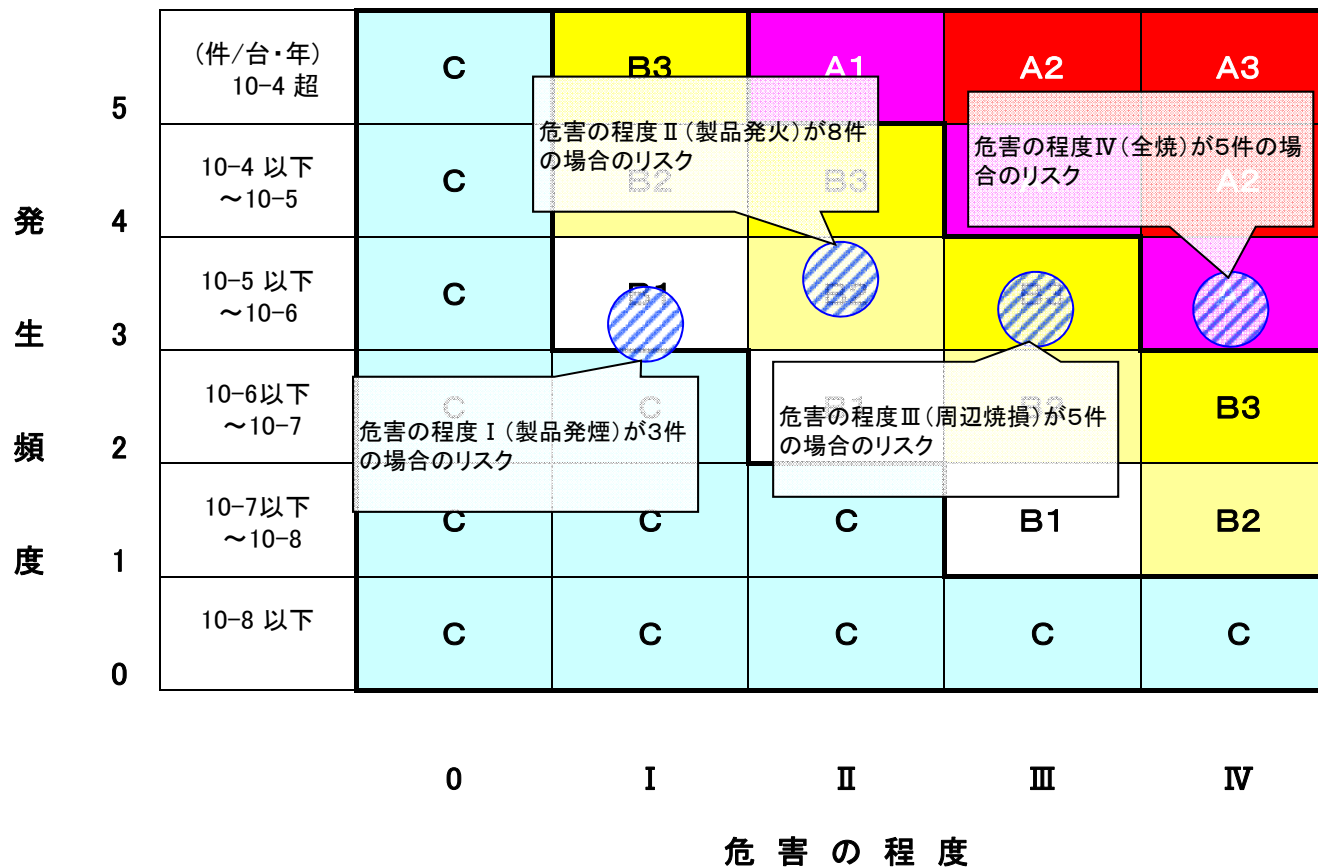 (件/台・年)
10-4 超
C
B3
A1
A2
A3
5
危害の程度Ⅱ(製品発火)が8件
の場合のリスク
危害の程度Ⅳ(全焼)が5件の場
合のリスク
10-4 以下
～10-5
C
B2
B3
A2
発
4
10-5 以下
～10-6
C
B1
生
3
10-6以下
～10-7
C
C
B1
B3
危害の程度Ⅰ(製品発煙)が3件
の場合のリスク
危害の程度Ⅲ(周辺焼損)が5件
の場合のリスク
頻
2
10-7以下
～10-8
C
C
C
B1
B2
度
1
10-8 以下
C
C
C
C
C
0
0
Ⅰ
Ⅱ
Ⅲ
Ⅳ
危 害 の 程 度